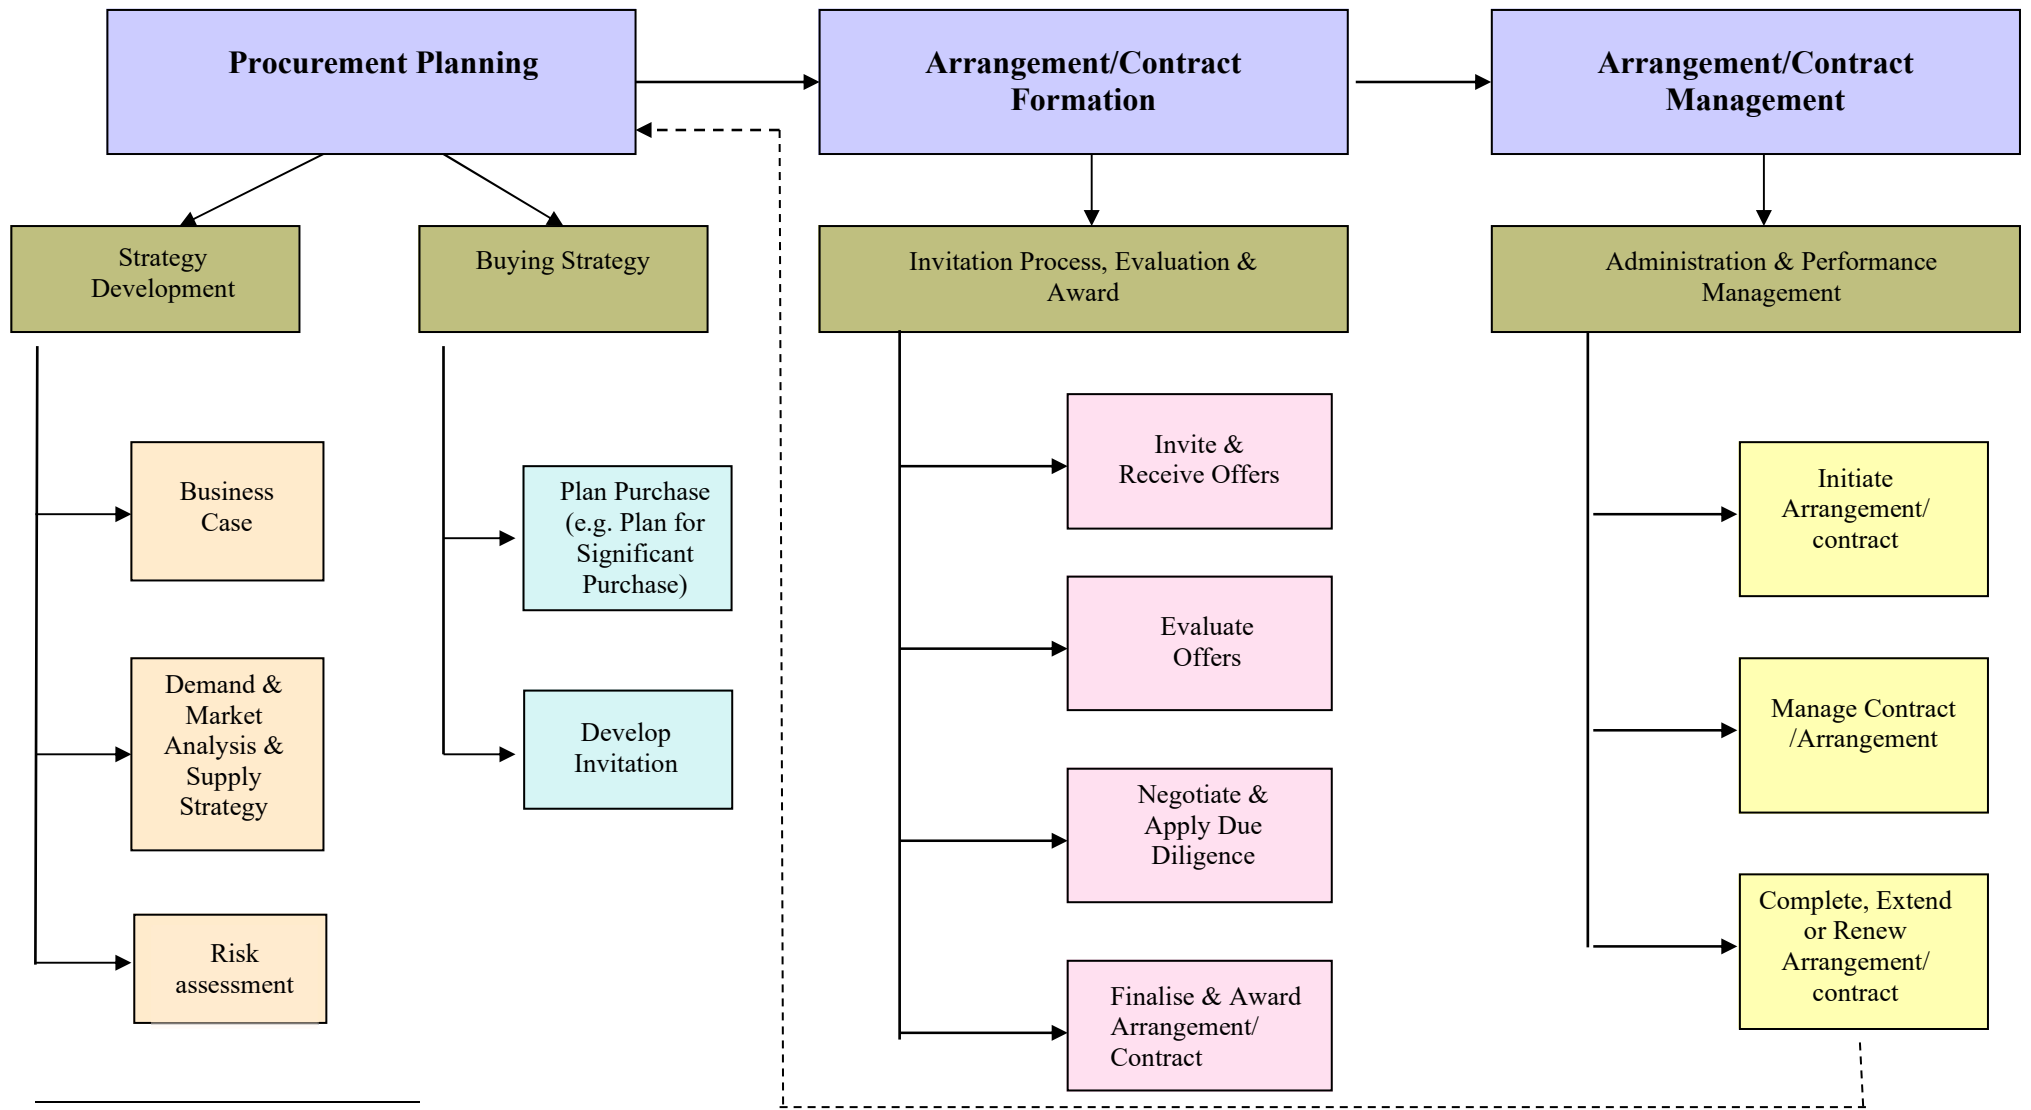 Procurement Planning
Arrangement/Contract
Formation
Arrangement/Contract
Management
Strategy
Development
Buying Strategy
Invitation Process, Evaluation &
Award
Administration & Performance
Management
Business
Case
Demand &
Market
Analysis &
Supply
Strategy
Risk
assessment
Plan Purchase
(e.g. Plan for
Significant
Purchase)
Develop
Invitation
Invite &
Receive Offers
Evaluate
Offers
Negotiate &
Apply Due
Diligence
Finalise & Award
Arrangement/
Contract
Initiate
Arrangement/
contract
Manage Contract
/Arrangement
Complete, Extend
or Renew
Arrangement/
contract